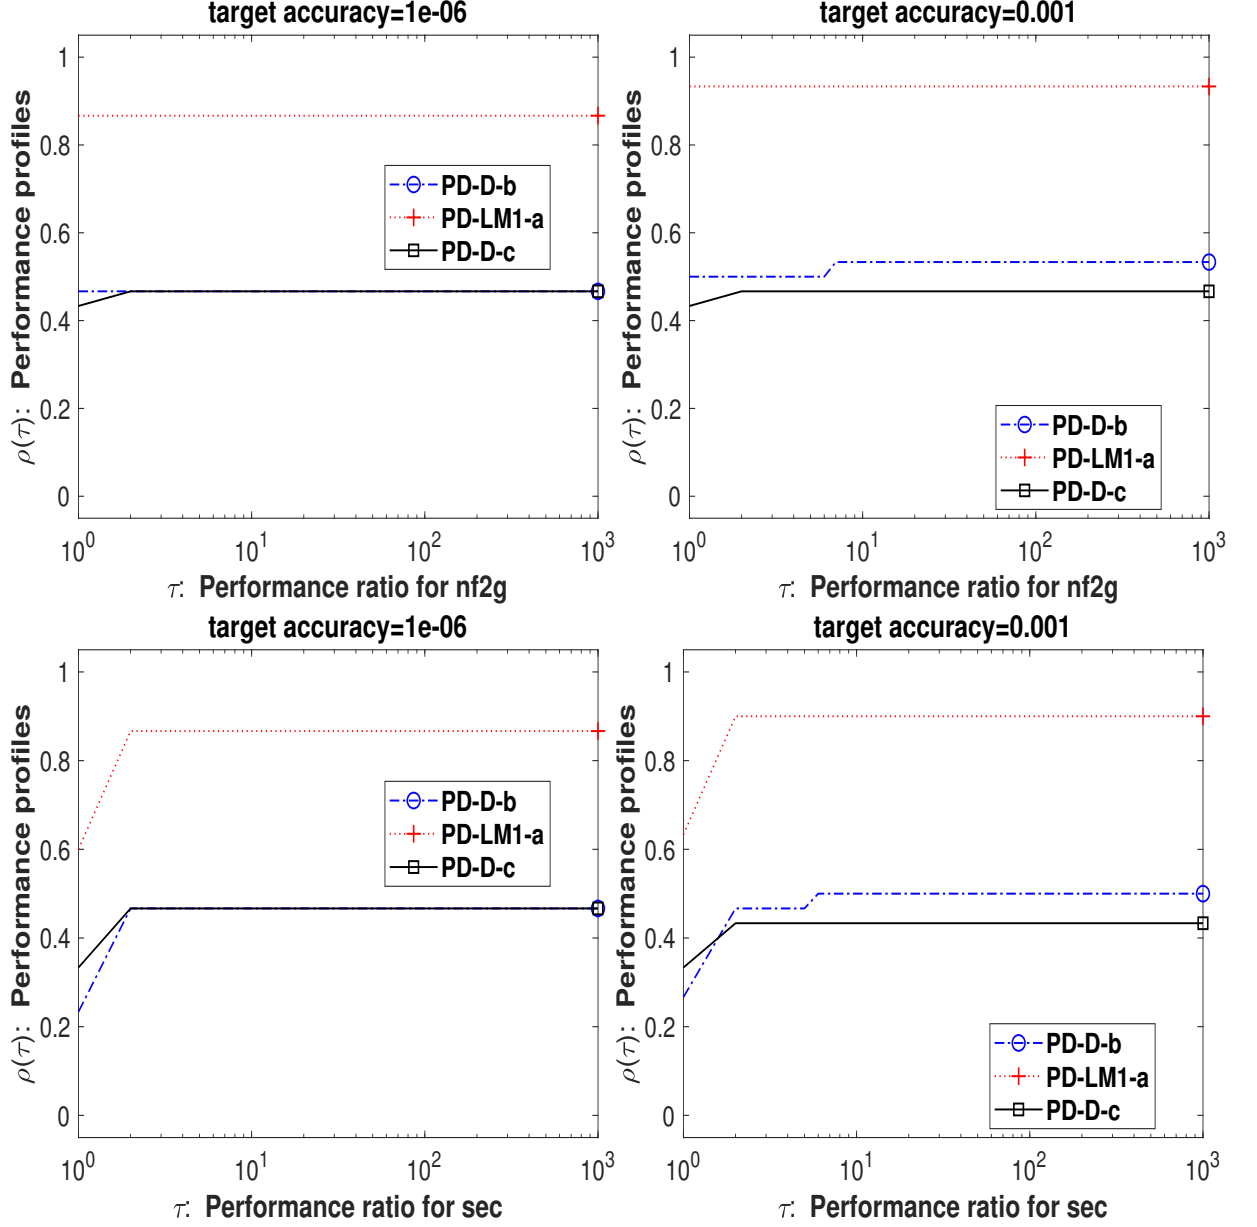 target accuracy=1e-06
1
0.8
0.6
0.4
0.2
0
ρ(τ): Performance profiles
PD-D-b
PD-LM1-a
PD-D-c
10^0
10^1
10^2
10^3
τ: Performance ratio for nf2g
target accuracy=0.001
1
0.8
0.6
0.4
0.2
0
ρ(τ): Performance profiles
PD-D-b
PD-LM1-a
PD-D-c
10^0
10^1
10^2
10^3
τ: Performance ratio for nf2g
target accuracy=1e-06
1
0.8
0.6
0.4
0.2
0
ρ(τ): Performance profiles
PD-D-b
PD-LM1-a
PD-D-c
10^0
10^1
10^2
10^3
τ: Performance ratio for sec
target accuracy=0.001
1
0.8
0.6
0.4
0.2
0
ρ(τ): Performance profiles
PD-D-b
PD-LM1-a
PD-D-c
10^0
10^1
10^2
10^3
τ: Performance ratio for sec